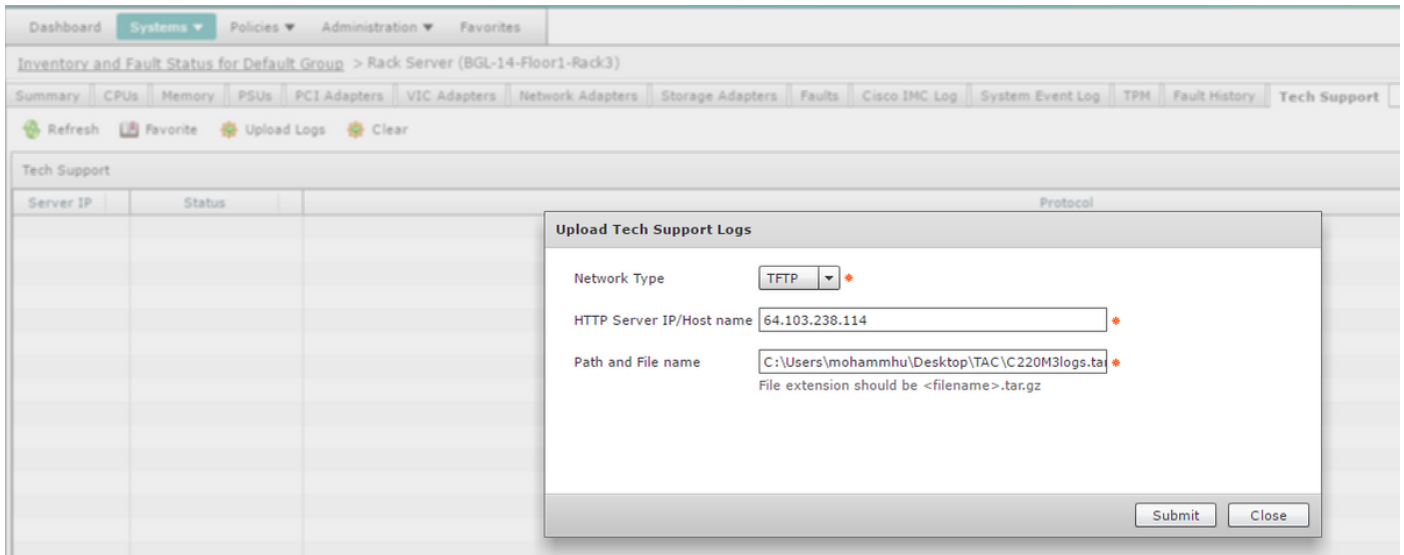 Dashboard Systems ▼ Policies ▼ Administration ▼ Favorites
Inventory and Fault Status for Default Group > Rack Server (BGL-14-Floor1-Rack3)
Summary CPUs Memory PSUs PCI Adapters VIC Adapters Network Adapters Storage Adapters Faults Cisco IMC Log System Event Log TPM Fault History Tech Support
Refresh Favorite Upload Logs Clear
Tech Support
Server IP Status Protocol
Upload Tech Support Logs
Network Type TFTP
HTTP Server IP/Host name 64.103.238.114
Path and File name C:\Users\mohammhu\Desktop\TAC\C220M3logs.tar
File extension should be <filename>.tar.gz
Submit Close